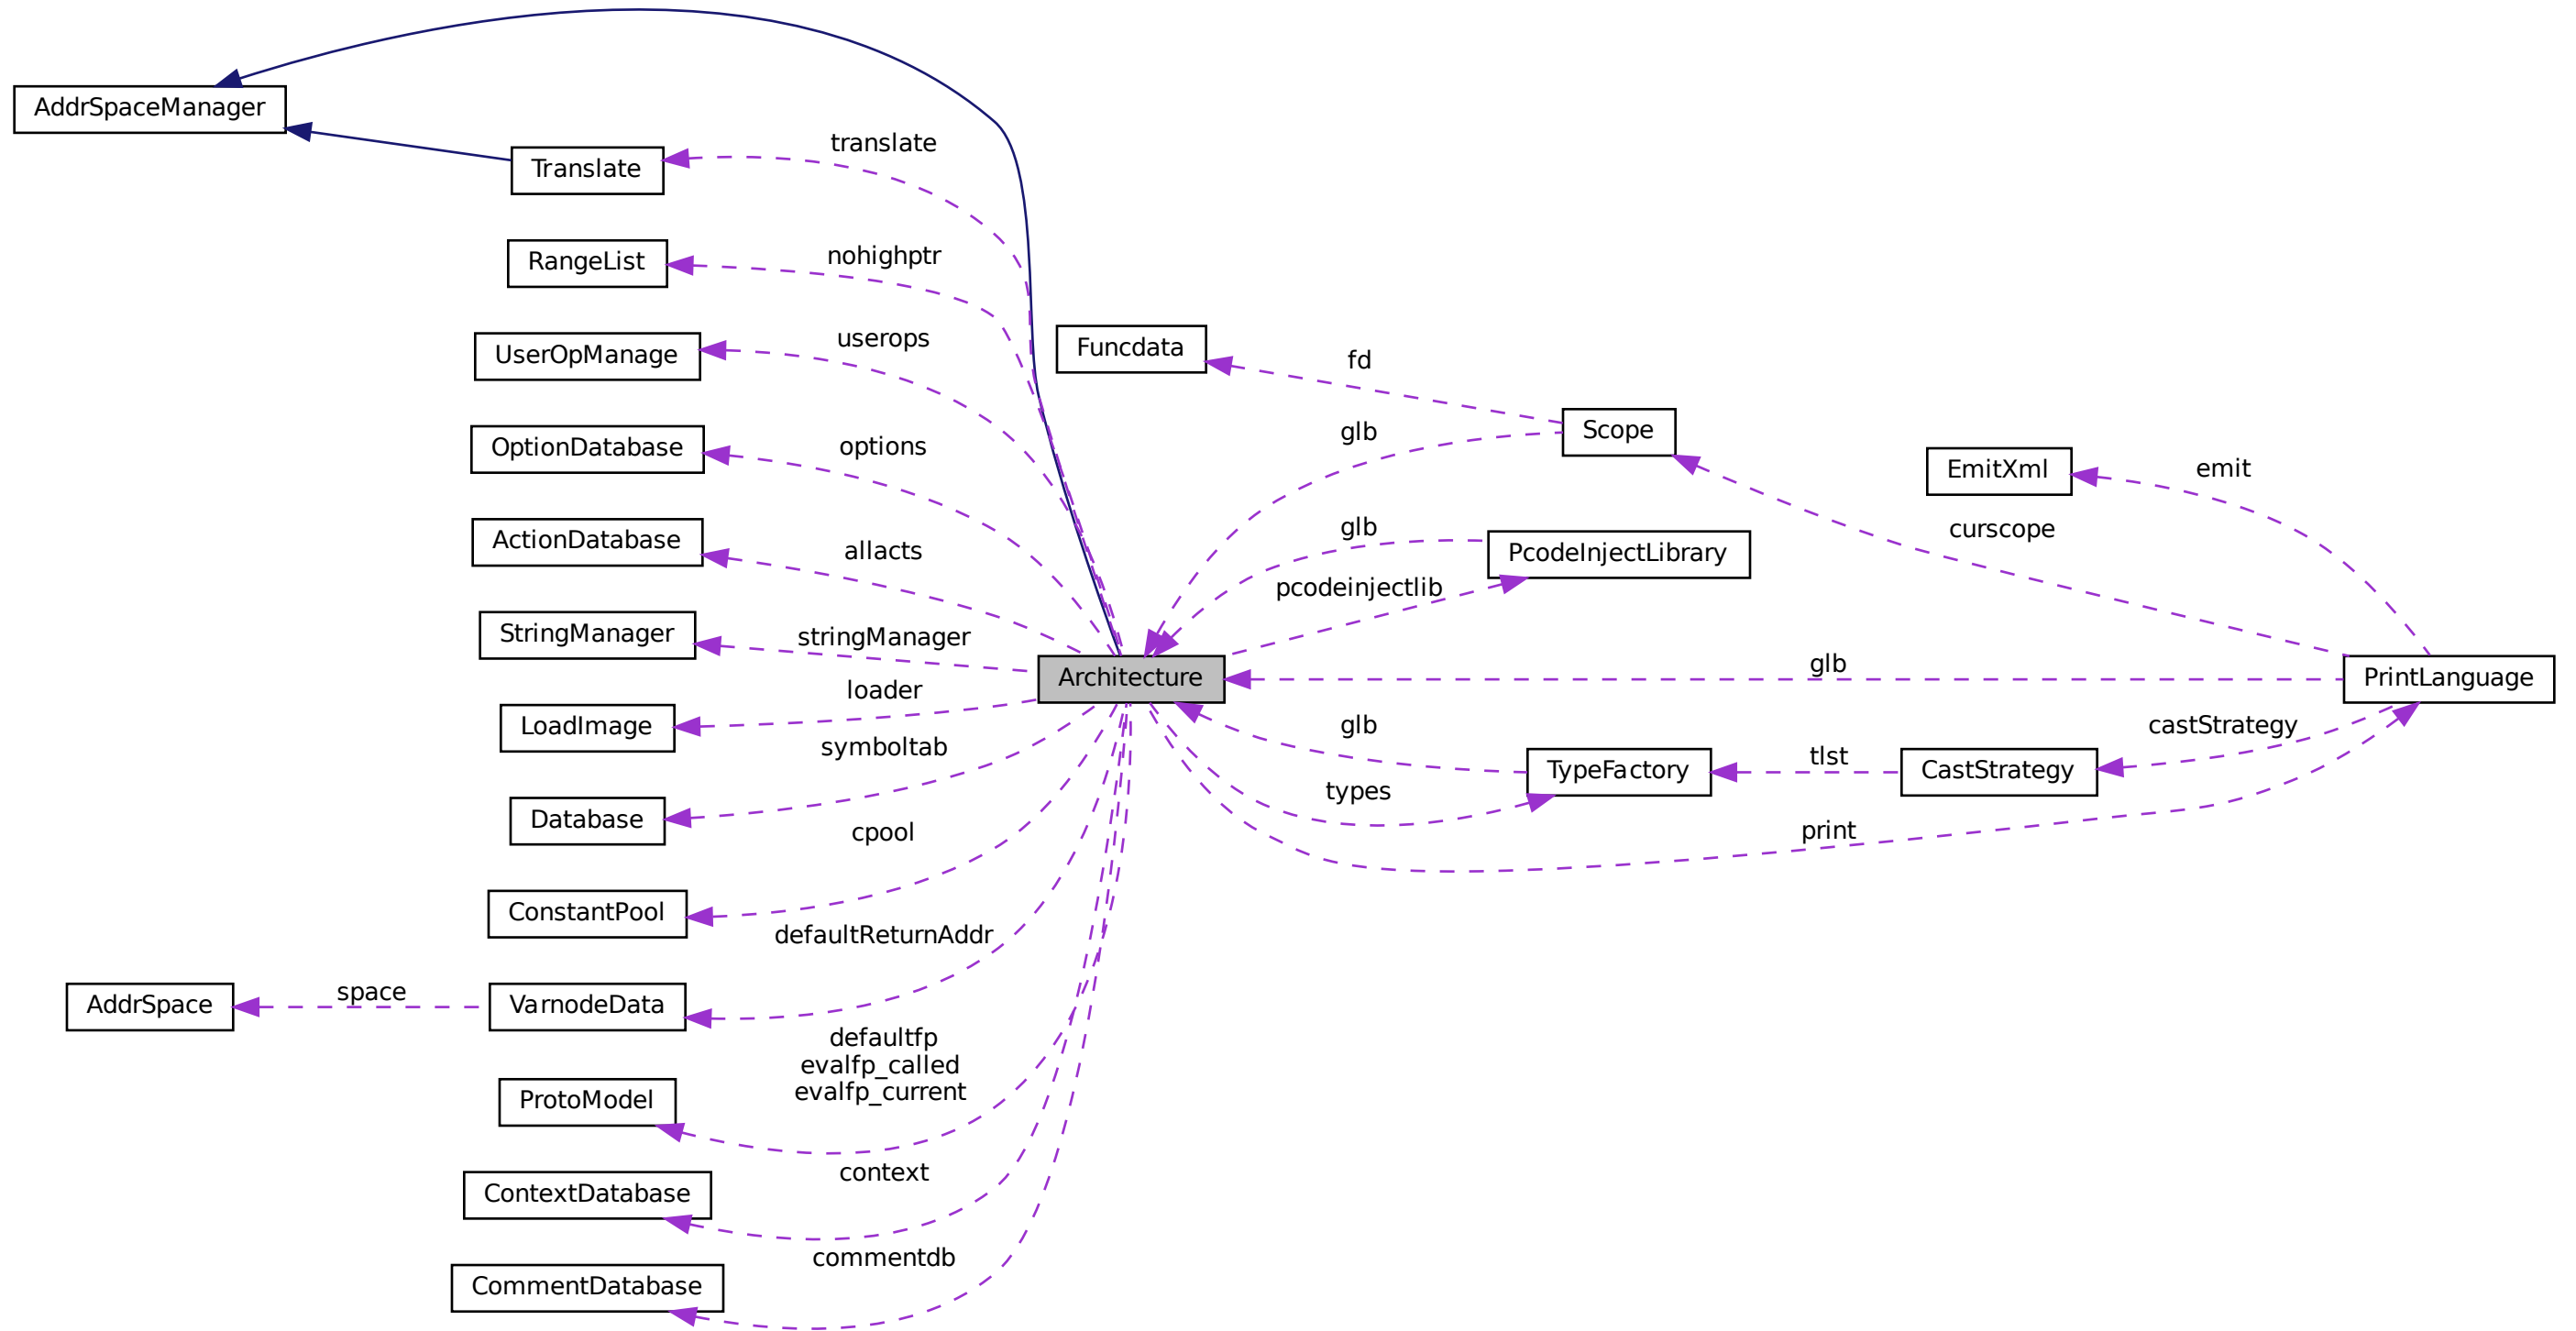 AddrSpaceManager
translate
Translate
nohighptr
RangeList
userops
UserOpManage
Funcdata
fd
options
OptionDatabase
glb
Scope
EmitXml
emit
allacts
ActionDatabase
glb
PcodeInjectLibrary
curscope
pcodeinjectlib
stringManager
StringManager
Architecture
glb
PrintLanguage
loader
LoadImage
glb
castStrategy
symboltab
Database
types
TypeFactory
tlst
CastStrategy
print
cpool
ConstantPool
defaultReturnAddr
AddrSpace
space
VarnodeData
defaultfp
evalfp_called
evalfp_current
ProtoModel
context
ContextDatabase
commentdb
CommentDatabase